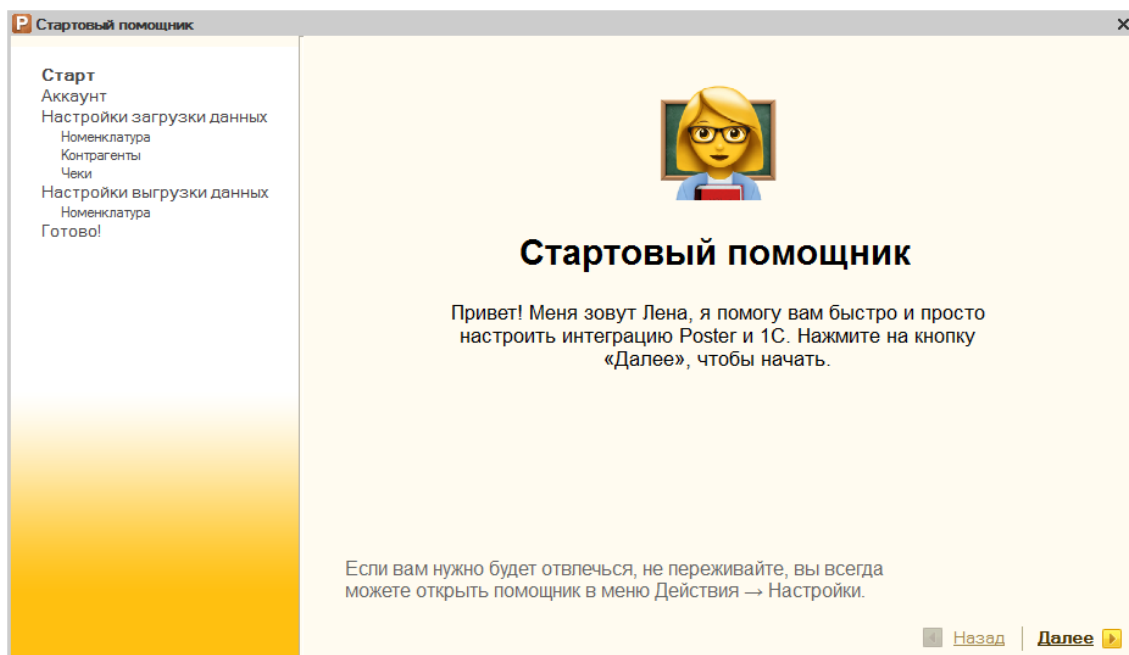 P Стартовый помощник
Старт
Аккаунт
Настройки загрузки данных
Номенклатура
Контрагенты
Чеки
Настройки выгрузки данных
Номенклатура
Готово!
Стартовый помощник
Привет! Меня зовут Лена, я помогу вам быстро и просто
настроить интеграцию Poster и 1С. Нажмите на кнопку
«Далее», чтобы начать.
Если вам нужно будет отвлечься, не переживайте, вы всегда
можете открыть помощник в меню Действия → Настройки.
Назад Далее